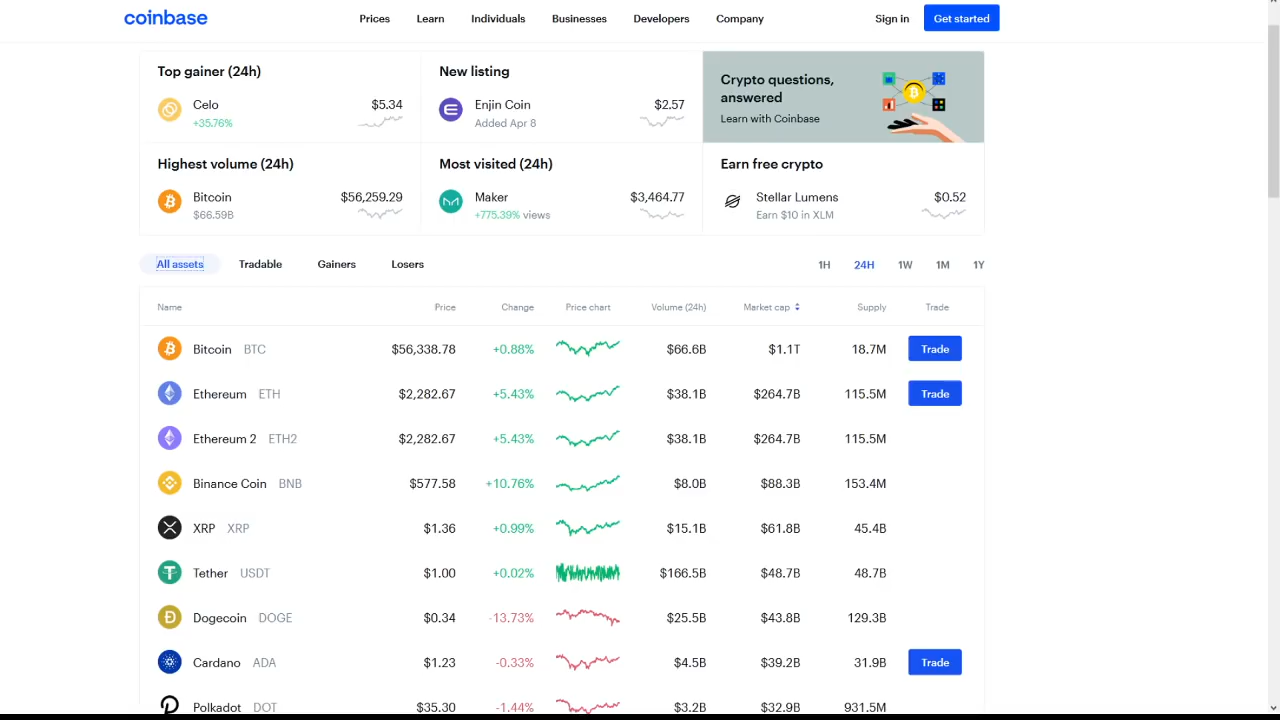 coinbase
Prices Learn Individuals Businesses Developers Company Sign in Get started
Top gainer (24h)
Celo $5.34
+35.76%
New listing
Enjin Coin $2.57
Added Apr 8
Crypto questions,
answered
Learn with Coinbase
Highest volume (24h)
Bitcoin $56,259.29
$66.59B
Most visited (24h)
Maker $3,464.77
+775.39% views
Earn free crypto
Stellar Lumens $0.52
Earn $10 in XLM
All assets Tradable Gainers Losers 1H 24H 1W 1M 1Y
Name Price Change Price chart Volume (24h) Market cap Supply Trade
Bitcoin BTC $56,338.78 +0.88% $66.6B $1.1T 18.7M Trade
Ethereum ETH $2,282.67 +5.43% $38.1B $264.7B 115.5M Trade
Ethereum 2 ETH2 $2,282.67 +5.43% $38.1B $264.7B 115.5M
Binance Coin BNB $577.58 +10.76% $8.0B $88.3B 153.4M
XRP XRP $1.36 +0.99% $15.1B $61.8B 45.4B
Tether USDT $1.00 +0.02% $166.5B $48.7B 48.7B
Dogecoin DOGE $0.34 -13.73% $25.5B $43.8B 129.3B
Cardano ADA $1.23 -0.33% $4.5B $39.2B 31.9B Trade
Polkadot DOT $35.30 -1.44% $3.2B $32.9B 931.5M